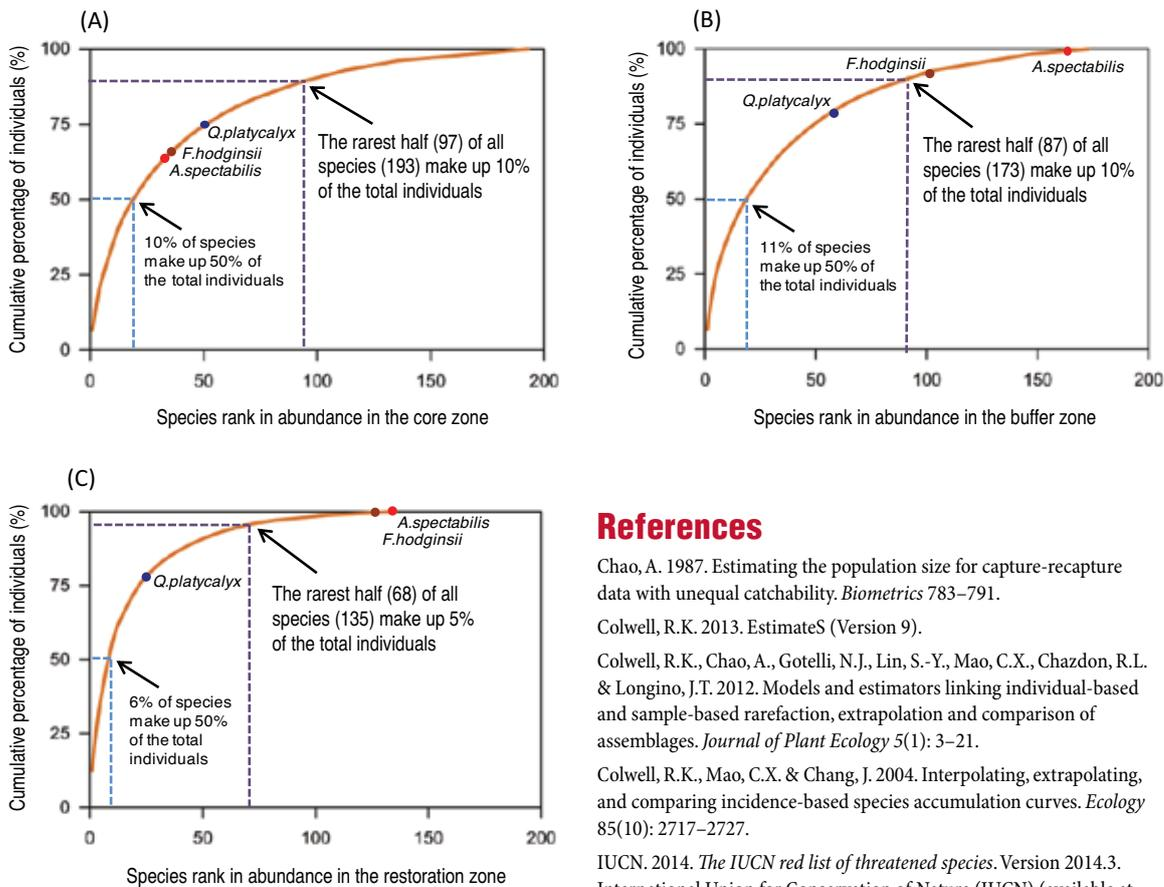 (A)
Cumulative percentage of individuals (%)
100
75
50
25
0
Q.platycalyx
F.hodginsii
A.spectabilis
The rarest half (97) of all
species (193) make up 10%
of the total individuals
10% of species
make up 50% of
the total individuals
0 50 100 150 200
Species rank in abundance in the core zone
(B)
Cumulative percentage of individuals (%)
100
75
50
25
0
F.hodginsii
A.spectabilis
Q.platycalyx
The rarest half (87) of all
species (173) make up 10%
of the total individuals
11% of species
make up 50% of
the total individuals
0 50 100 150 200
Species rank in abundance in the buffer zone
(C)
Cumulative percentage of individuals (%)
100
75
50
25
0
A.spectabilis
F.hodginsii
Q.platycalyx
The rarest half (68) of all
species (135) make up 5%
of the total individuals
6% of species
make up 50%
of the total
individuals
0 50 100 150 200
Species rank in abundance in the restoration zone
References
Chao, A. 1987. Estimating the population size for capture-recapture
data with unequal catchability. Biometrics 783–791.
Colwell, R.K. 2013. EstimateS (Version 9).
Colwell, R.K., Chao, A., Gotelli, N.J., Lin, S.-Y., Mao, C.X., Chazdon, R.L.
& Longino, J.T. 2012. Models and estimators linking individual-based
and sample-based rarefaction, extrapolation and comparison of
assemblages. Journal of Plant Ecology 5(1): 3–21.
Colwell, R.K., Mao, C.X. & Chang, J. 2004. Interpolating, extrapolating,
and comparing incidence-based species accumulation curves. Ecology
85(10): 2717–2727.
IUCN. 2014. The IUCN red list of threatened species. Version 2014.3.
International Union for Conservation of Nature (IUCN) (available at